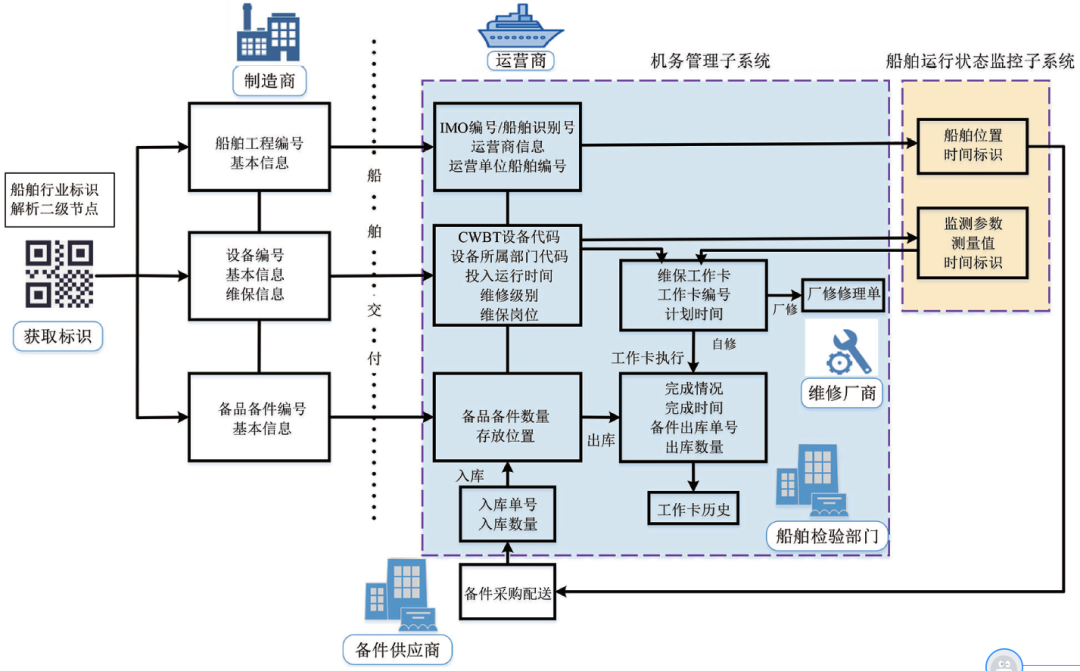 制造商
运营商
机务管理子系统
船舶运行状态监控子系统
船舶行业标识
解析二级节点
获取标识
船舶工程编号
基本信息
设备编号
基本信息
维保信息
备品备件编号
基本信息
船
舶
交
付
IMO编号/船舶识别号
运营商信息
运营单位船舶编号
CWBT设备代码
设备所属部门代码
投入运行时间
维修级别
维保岗位
备品备件数量
存放位置
入库
入库单号
入库数量
备件采购配送
备件供应商
维保工作卡
工作卡编号
计划时间
厂修
厂修修理单
维修厂商
自修
工作卡执行
完成情况
完成时间
备件出库单号
出库数量
出库
工作卡历史
船舶检验部门
船舶位置
时间标识
监测参数
测量值
时间标识